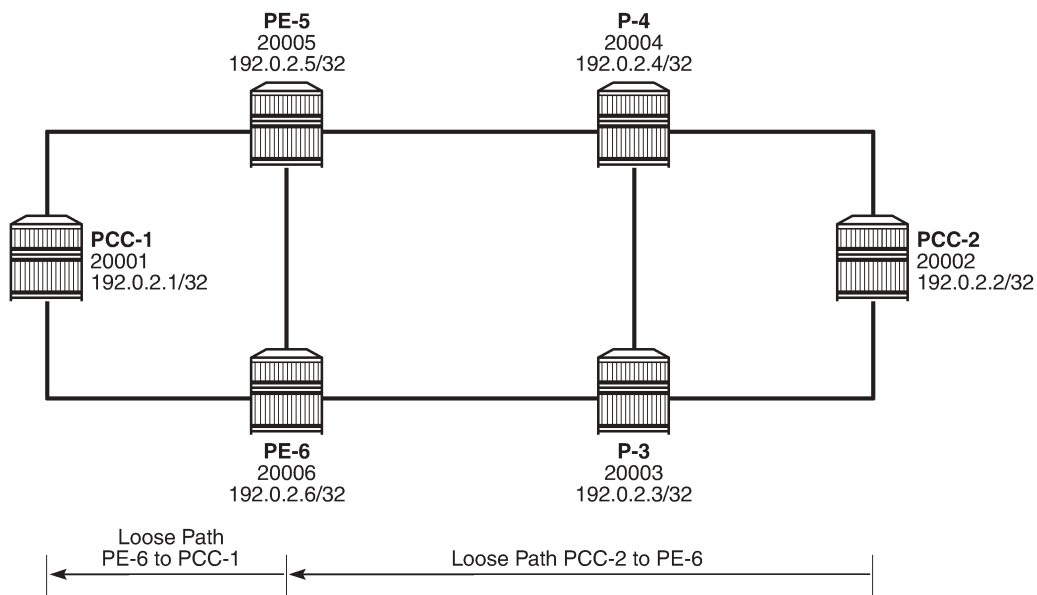 PE-5
20005
192.0.2.5/32
P-4
20004
192.0.2.4/32
PCC-1
20001
192.0.2.1/32
PCC-2
20002
192.0.2.2/32
PE-6
20006
192.0.2.6/32
P-3
20003
192.0.2.3/32
Loose Path
PE-6 to PCC-1
Loose Path PCC-2 to PE-6